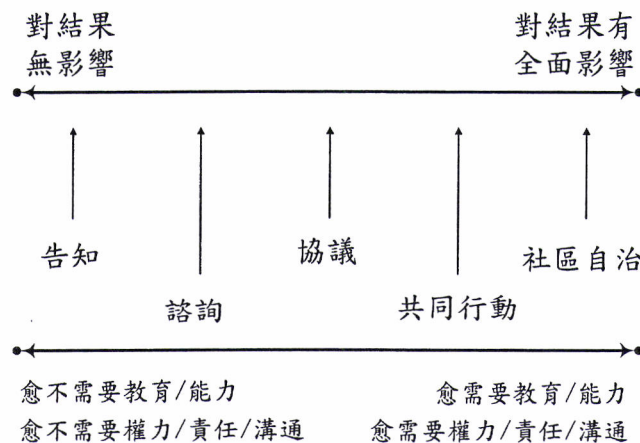 對結果
無影響
對結果有
全面影響
告知
諮詢
協議
共同行動
社區自治
愈不需要教育/能力
愈不需要權力/責任/溝通
愈需要教育/能力
愈需要權力/責任/溝通